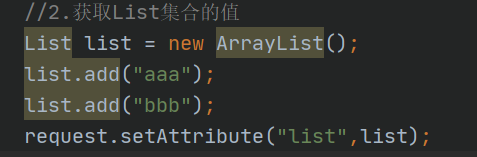 //2.获取List集合的值
List list = new ArrayList();
list.add("aaa");
list.add("bbb");
request.setAttribute("list",list);